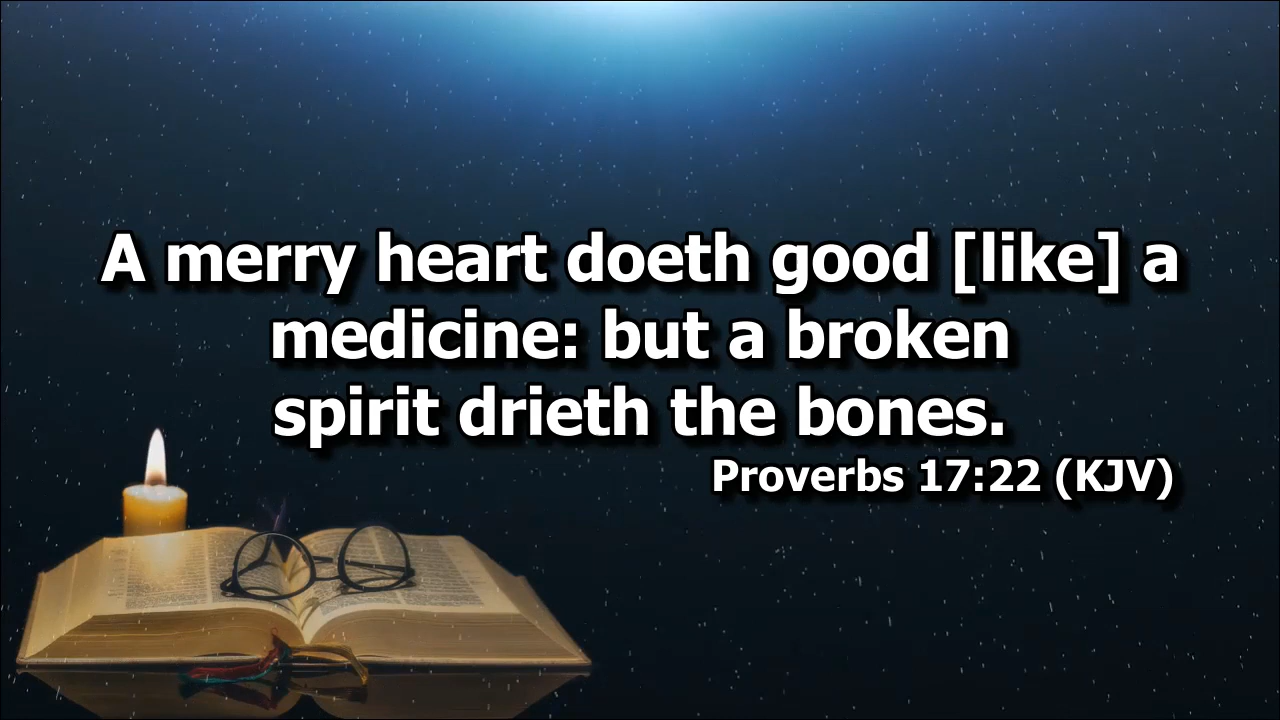 A merry heart doeth good [like] a
medicine: but a broken
spirit drieth the bones.
Proverbs 17:22 (KJV)